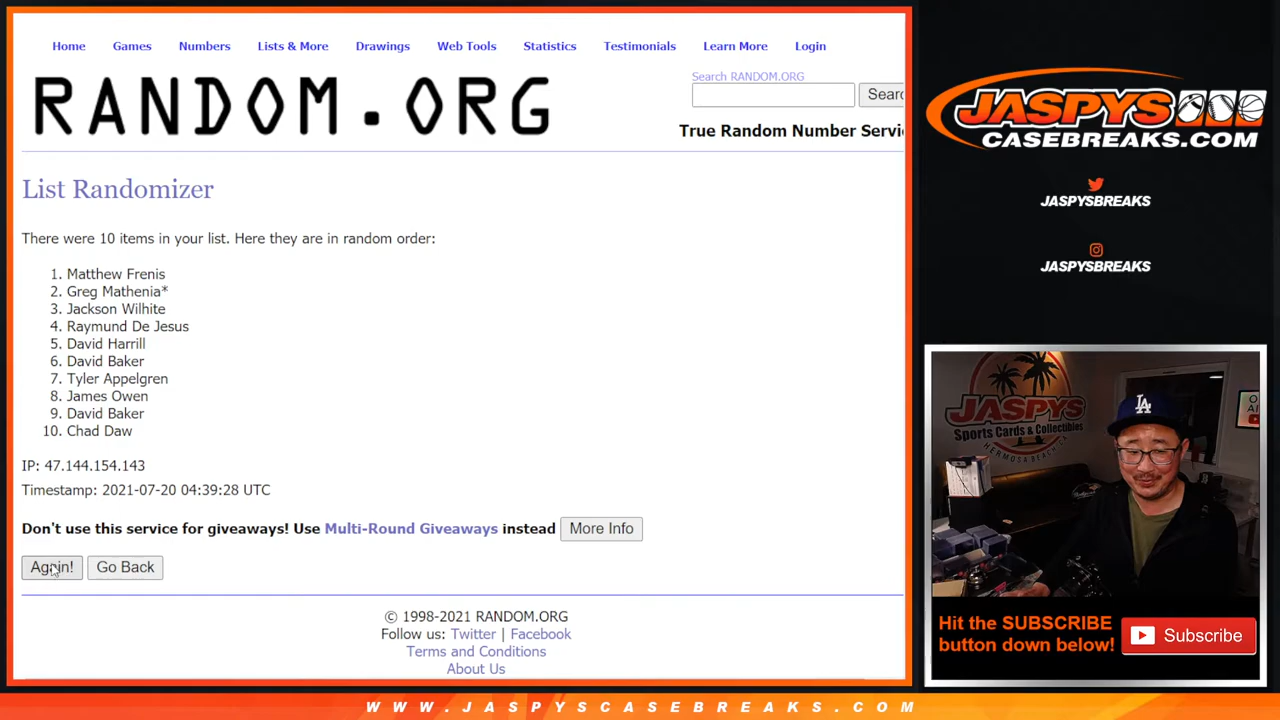 Home Games Numbers Lists & More Drawings Web Tools Statistics Testimonials Learn More Login
RANDOM.ORG
Search RANDOM.ORG
Searc
True Random Number Servi
List Randomizer
There were 10 items in your list. Here they are in random order:
1. Matthew Frenis
2. Greg Mathenia*
3. Jackson Wilhite
4. Raymund De Jesus
5. David Harrill
6. David Baker
7. Tyler Appelgren
8. James Owen
9. David Baker
10. Chad Daw
IP: 47.144.154.143
Timestamp: 2021-07-20 04:39:28 UTC
Don't use this service for giveaways! Use Multi-Round Giveaways instead More Info
Again! Go Back
© 1998-2021 RANDOM.ORG
Follow us: Twitter | Facebook
Terms and Conditions
About Us
JASPYS
CASEBREAKS.COM
JASPYSBREAKS
JASPYSBREAKS
JASPYS
Sports Cards & Collectibles
HERMOSA BEACH, CA
LA
Hit the SUBSCRIBE
button down below!
Subscribe
WWW.JASPYSCASEBREAKS.COM